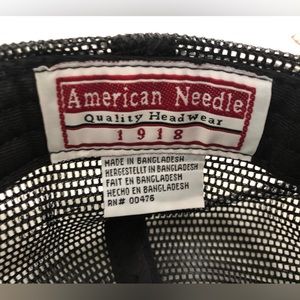 American Needle
Quality HeadWear
1918
MADE IN BANGLADESH
HERGESTELLT IN BANGLADESH
FAIT EN BANGLADESH
HECHO EN BANGLADESH
RN# 00476